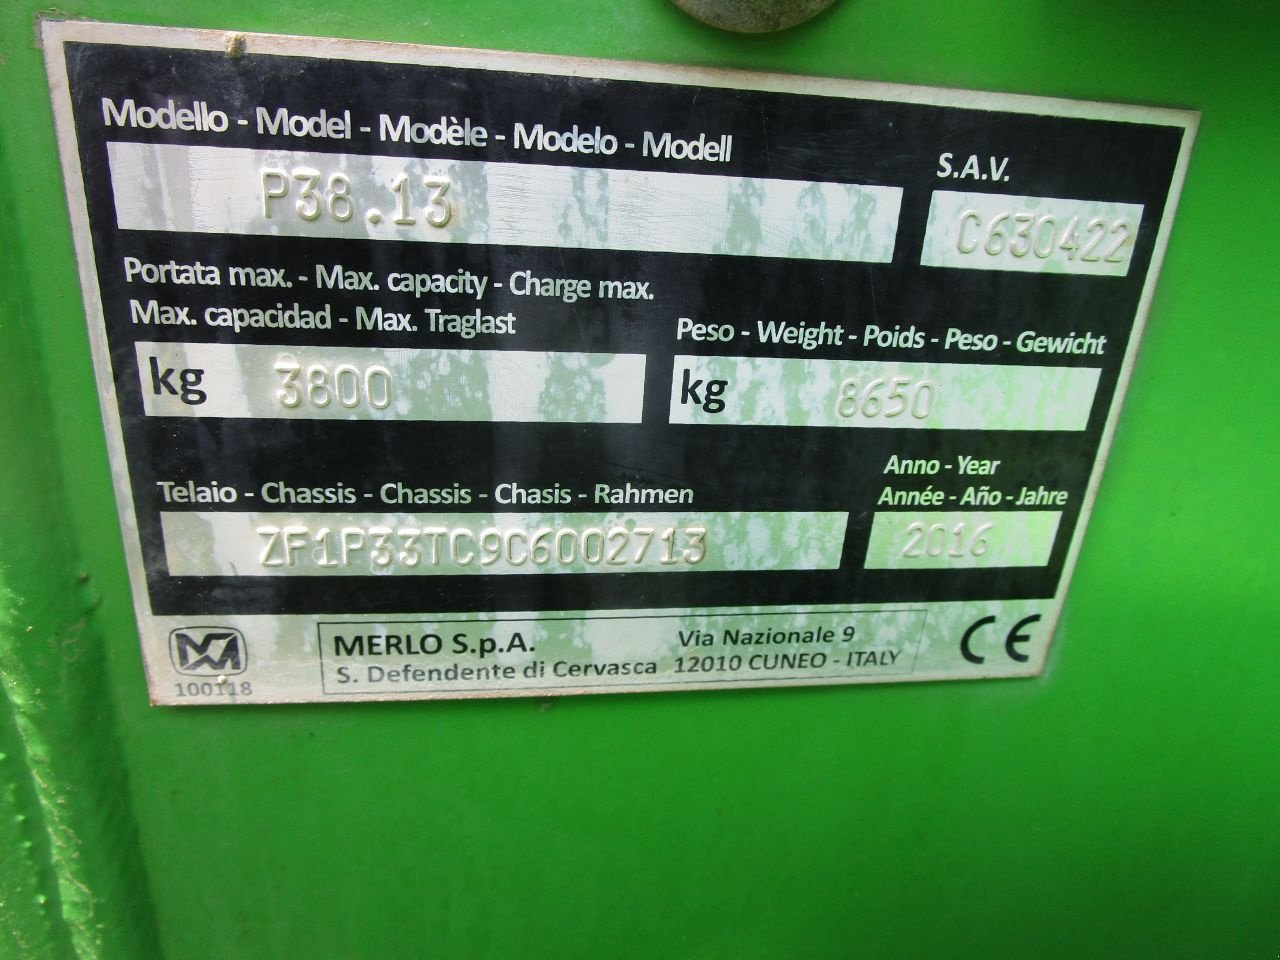 Modello - Model - Modèle - Modelo - Modell
P38.13
S.A.V.
C630422
Portata max. - Max. capacity - Charge max.
Max. capacidad - Max. Traglast
kg 3800
Peso - Weight - Poids - Peso - Gewicht
kg 8650
Telaio - Chassis - Chassis - Chasis - Rahmen
ZF1P33TC9C6002713
Anno - Year
Année - Año - Jahre
2016
100118
MERLO S.p.A.
S. Defendente di Cervasca
Via Nazionale 9
12010 CUNEO - ITALY
CE